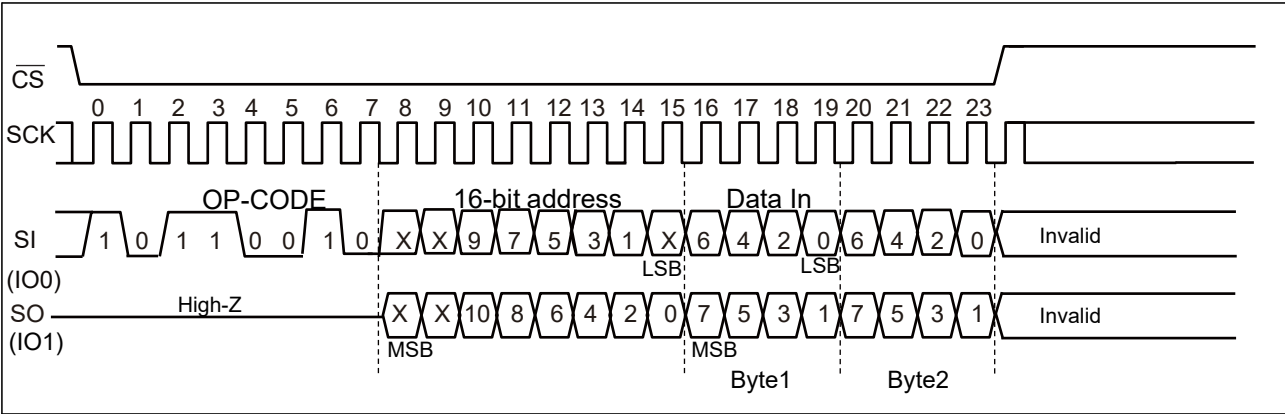 CS
0 1 2 3 4 5 6 7 8 9 10 11 12 13 14 15 16 17 18 19 20 21 22 23
SCK
OP-CODE 16-bit address Data In
SI 1 0 1 1 0 0 1 0 X X 9 7 5 3 1 X 6 4 2 0 6 4 2 0 Invalid
LSB LSB
(IO0)
SO High-Z X X 10 8 6 4 2 0 7 5 3 1 7 5 3 1 Invalid
(IO1)
MSB MSB
Byte1 Byte2